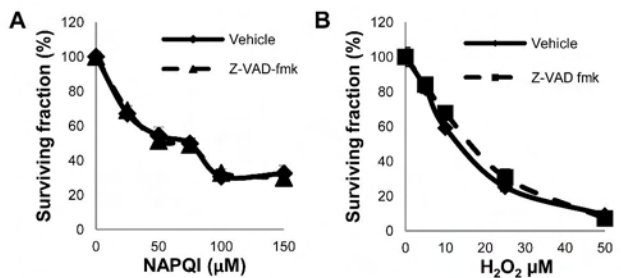 A
120
100
80
60
40
20
0
Surviving fraction (%)
Vehicle
Z-VAD-fmk
0
50
100
150
NAPQI (μM)
B
120
100
80
60
40
20
0
Surviving fraction (%)
Vehicle
Z-VAD fmk
0
10
20
30
40
50
H₂O₂ μM